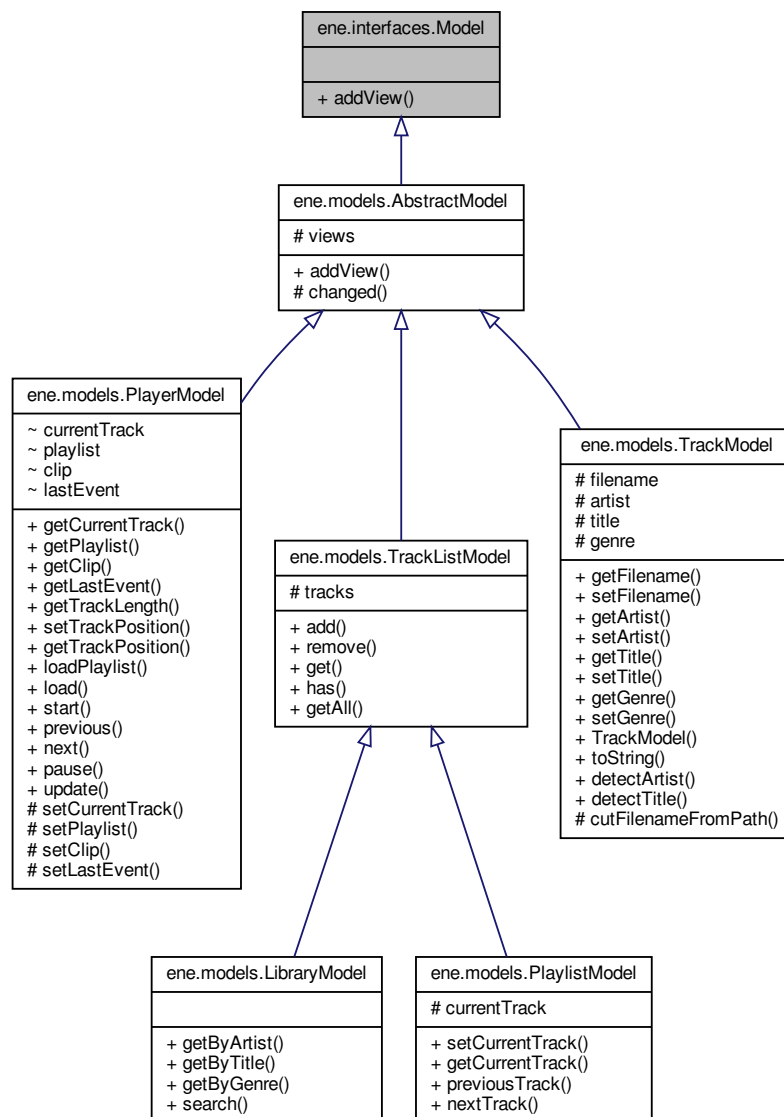 ene.interfaces.Model
+ addView()
ene.models.AbstractModel
# views
+ addView()
# changed()
ene.models.PlayerModel
~ currentTrack
~ playlist
~ clip
~ lastEvent
+ getCurrentTrack()
+ getPlaylist()
+ getClip()
+ getLastEvent()
+ getTrackLength()
+ setTrackPosition()
+ getTrackPosition()
+ loadPlaylist()
+ load()
+ start()
+ previous()
+ next()
+ pause()
+ update()
# setCurrentTrack()
# setPlaylist()
# setClip()
# setLastEvent()
ene.models.TrackListModel
# tracks
+ add()
+ remove()
+ get()
+ has()
+ getAll()
ene.models.TrackModel
# filename
# artist
# title
# genre
+ getFilename()
+ setFilename()
+ getArtist()
+ setArtist()
+ getTitle()
+ setTitle()
+ getGenre()
+ setGenre()
+ TrackModel()
+ toString()
+ detectArtist()
+ detectTitle()
# cutFilenameFromPath()
ene.models.LibraryModel
+ getByArtist()
+ getByTitle()
+ getByGenre()
+ search()
ene.models.PlaylistModel
# currentTrack
+ setCurrentTrack()
+ getCurrentTrack()
+ previousTrack()
+ nextTrack()